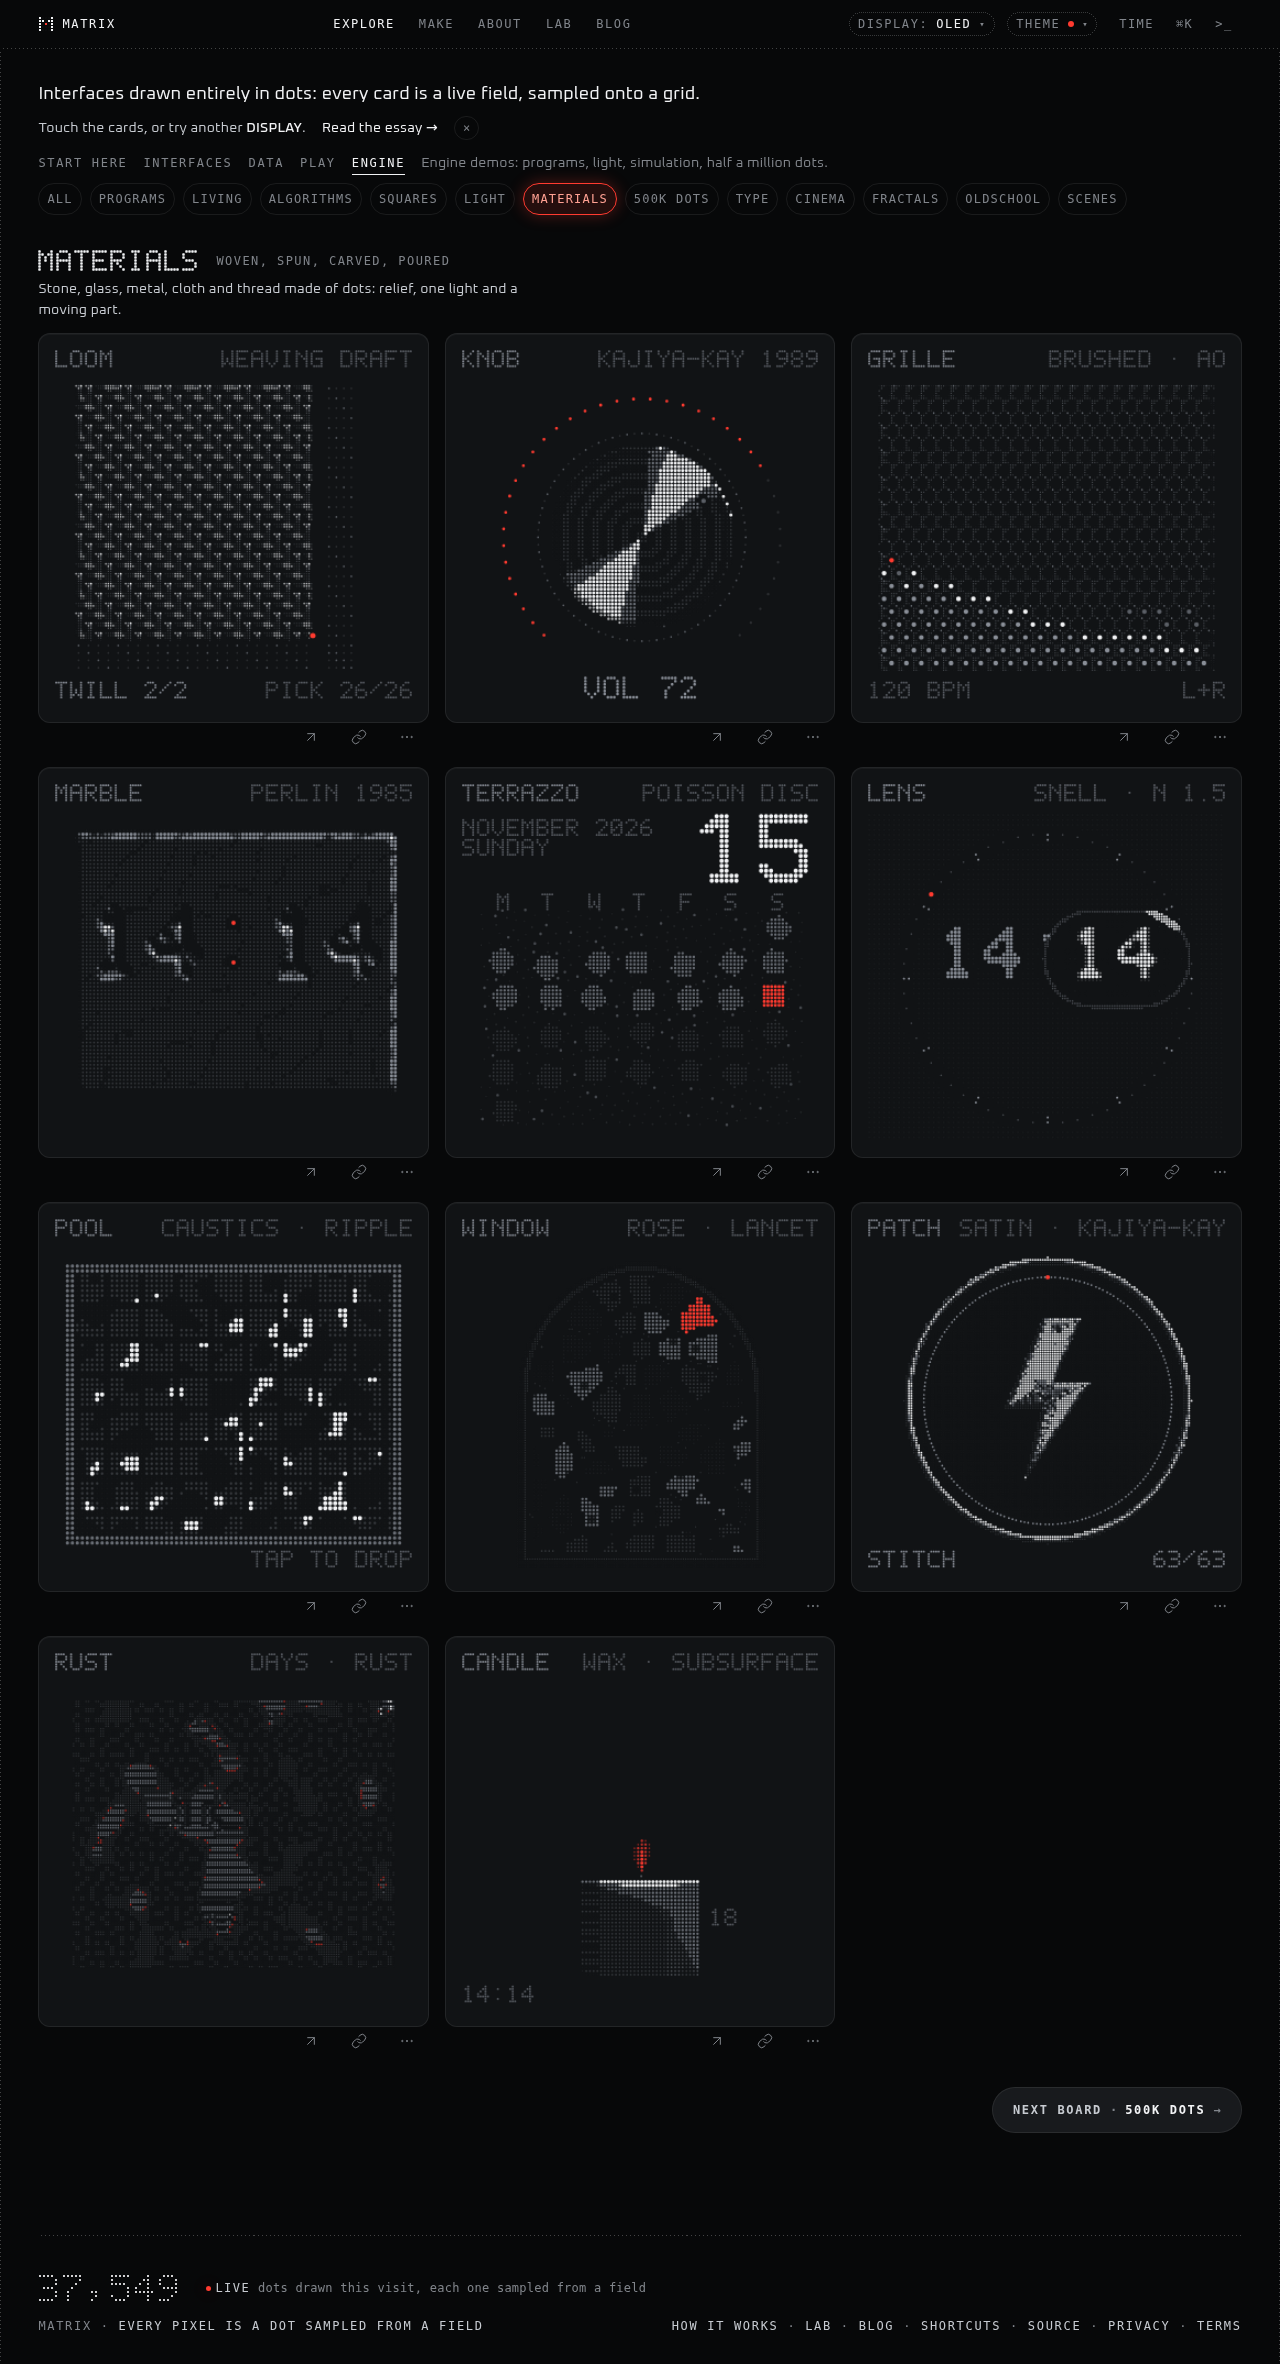 MATRIX EXPLORE MAKE ABOUT LAB BLOG DISPLAY: OLED ▾ THEME ● ▾ TIME ⌘K >_
Interfaces drawn entirely in dots: every card is a live field, sampled onto a grid.
Touch the cards, or try another DISPLAY. Read the essay → ×
START HERE INTERFACES DATA PLAY ENGINE Engine demos: programs, light, simulation, half a million dots.
ALL PROGRAMS LIVING ALGORITHMS SQUARES LIGHT MATERIALS 500K DOTS TYPE CINEMA FRACTALS OLDSCHOOL SCENES
MATERIALS WOVEN, SPUN, CARVED, POURED
Stone, glass, metal, cloth and thread made of dots: relief, one light and a
moving part.
LOOM WEAVING DRAFT
TWILL 2/2 PICK 26/26
KNOB KAJIYA-KAY 1989
VOL 72
GRILLE BRUSHED · AO
120 BPM L+R
MARBLE PERLIN 1985
14:14
TERRAZZO POISSON DISC
NOVEMBER 2026 15
SUNDAY
M T W T F S S
LENS SNELL · N 1.5
14 14
POOL CAUSTICS · RIPPLE
TAP TO DROP
WINDOW ROSE · LANCET
PATCH SATIN · KAJIYA-KAY
STITCH 63/63
RUST DAYS · RUST
CANDLE WAX · SUBSURFACE
18
14:14
NEXT BOARD · 500K DOTS →
37,549 ● LIVE dots drawn this visit, each one sampled from a field
MATRIX · EVERY PIXEL IS A DOT SAMPLED FROM A FIELD HOW IT WORKS · LAB · BLOG · SHORTCUTS · SOURCE · PRIVACY · TERMS